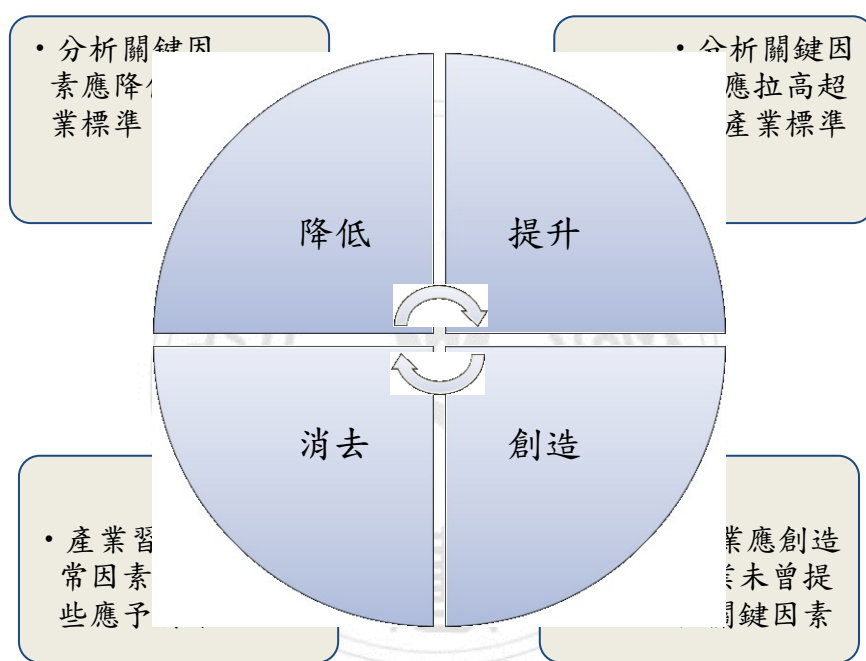 • 分析關鍵因
素應降
業標準
• 分析關鍵因
應拉高超
產業標準
降低
提升
消去
創造
• 產業習
常因素
些應予
業應創造
業未曾提
關鍵因素